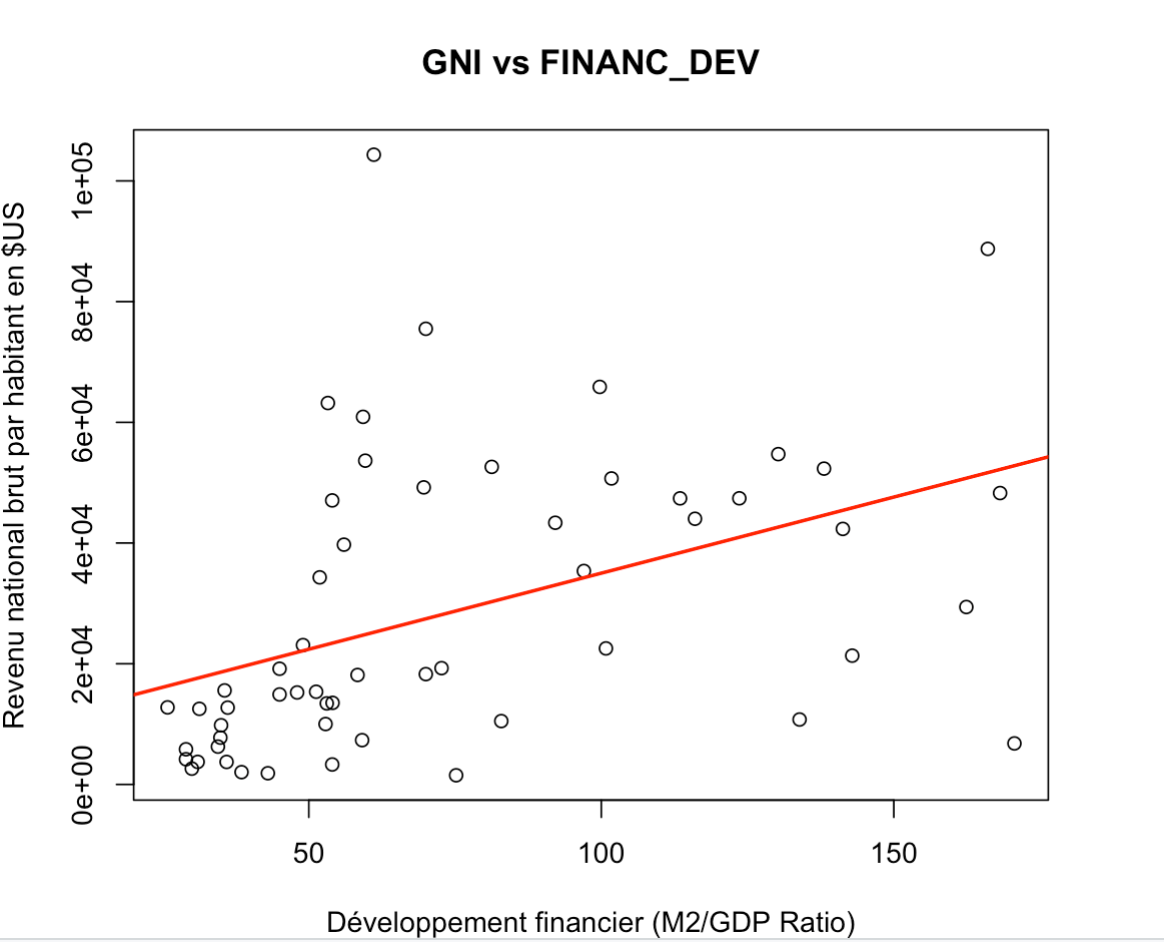 GNI vs FINANC_DEV
Revenu national brut par habitant en $US
1e+05
8e+04
6e+04
4e+04
2e+04
0e+00
50 100 150
Développement financier (M2/GDP Ratio)